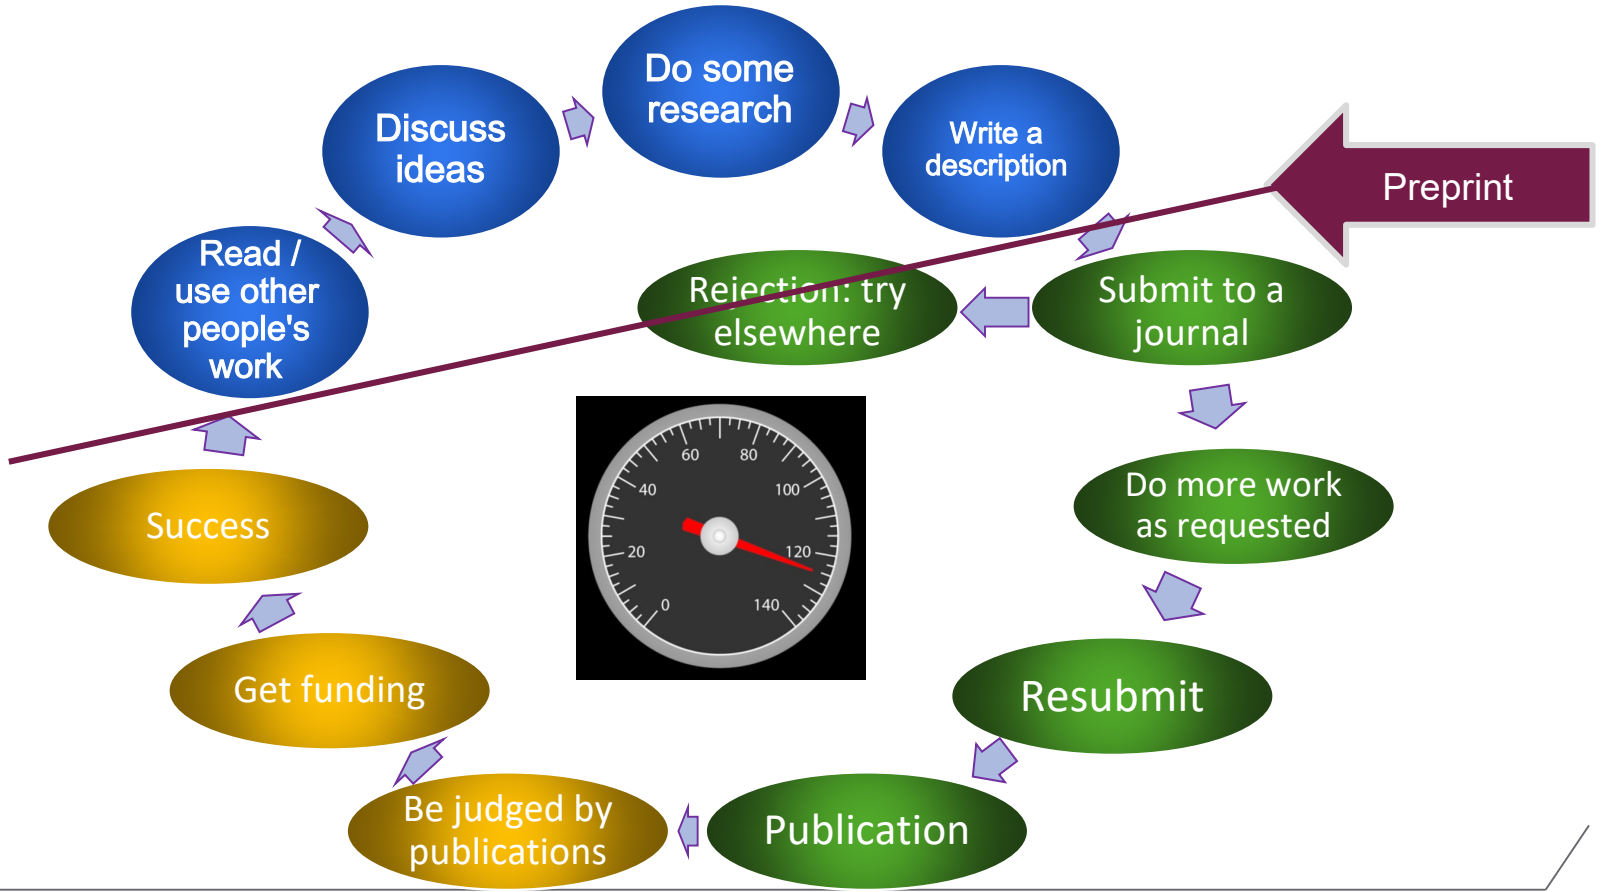 Do some
research
Discuss
ideas
Write a
description
Preprint
Read /
use other
people's
work
Rejection: try
elsewhere
Submit to a
journal
60
80
40
100
20
120
0
140
Do more work
as requested
Success
Get funding
Resubmit
Be judged by
publications
Publication